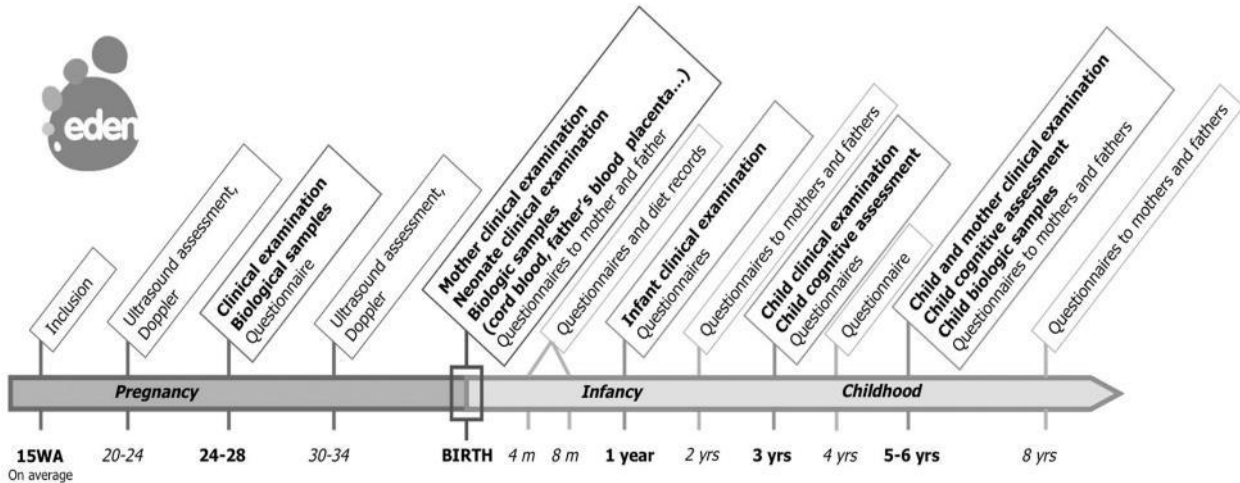 eden
Inclusion
Ultrasound assessment,
Doppler
Clinical examination
Biological samples
Questionnaire
Ultrasound assessment,
Doppler
Mother clinical examination
Neonate clinical examination
Biologic samples
(cord blood, father's blood placenta...)
Questionnaires to mother and father
Questionnaires and diet records
Infant clinical examination
Questionnaires
Questionnaires to mothers and fathers
Child clinical examination
Child cognitive assessment
Questionnaires
Questionnaire
Child and mother clinical examination
Child cognitive assessment
Child biologic samples
Questionnaires to mothers and fathers
Questionnaires to mothers and fathers
Pregnancy
Infancy
Childhood
15WA
On average
20-24
24-28
30-34
BIRTH
4 m
8 m
1 year
2 yrs
3 yrs
4 yrs
5-6 yrs
8 yrs